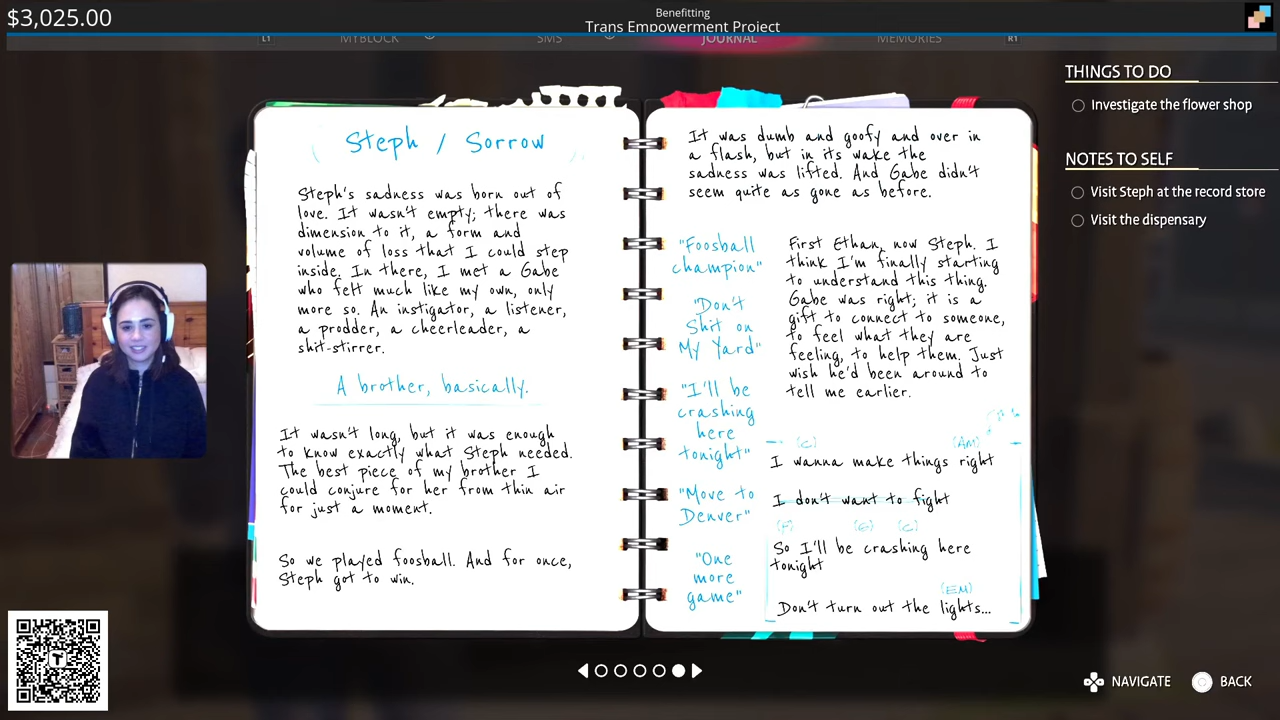 $3,025.00
Benefitting
Trans Empowerment Project
L1
MYBLOCK
SMS
JOURNAL
MEMORIES
R1
Steph / Sorrow
Steph's sadness was born out of
love. It wasn't empty; there was
dimension to it, a form and
volume of loss that I could step
inside. In there, I met a Gabe
who felt much like my own, only
more so. An instigator, a listener,
a prodder, a cheerleader, a
shit-stirrer.
A brother, basically.
It wasn't long, but it was enough
to know exactly what Steph needed.
The best piece of my brother I
could conjure for her from thin air
for just a moment.
So we played foosball. And for once,
Steph got to win.
It was dumb and goofy and over in
a flash, but in its wake the
sadness was lifted. And Gabe didn't
seem quite as gone as before.
"Foosball
champion"
"Don't
Shit on
My Yard"
"I'll be
crashing
here
tonight"
"Move to
Denver"
"One
more
game"
First Ethan, now Steph. I
think I'm finally starting
to understand this thing.
Gabe was right; it is a
gift to connect to someone,
to feel what they are
feeling, to help them. Just
wish he'd been around to
tell me earlier.
(C) (AM)
I wanna make things right
I don't want to fight
(F) (G) (C)
So I'll be crashing here
tonight
(EM)
Don't turn out the lights...
THINGS TO DO
Investigate the flower shop
NOTES TO SELF
Visit Steph at the record store
Visit the dispensary
NAVIGATE
BACK